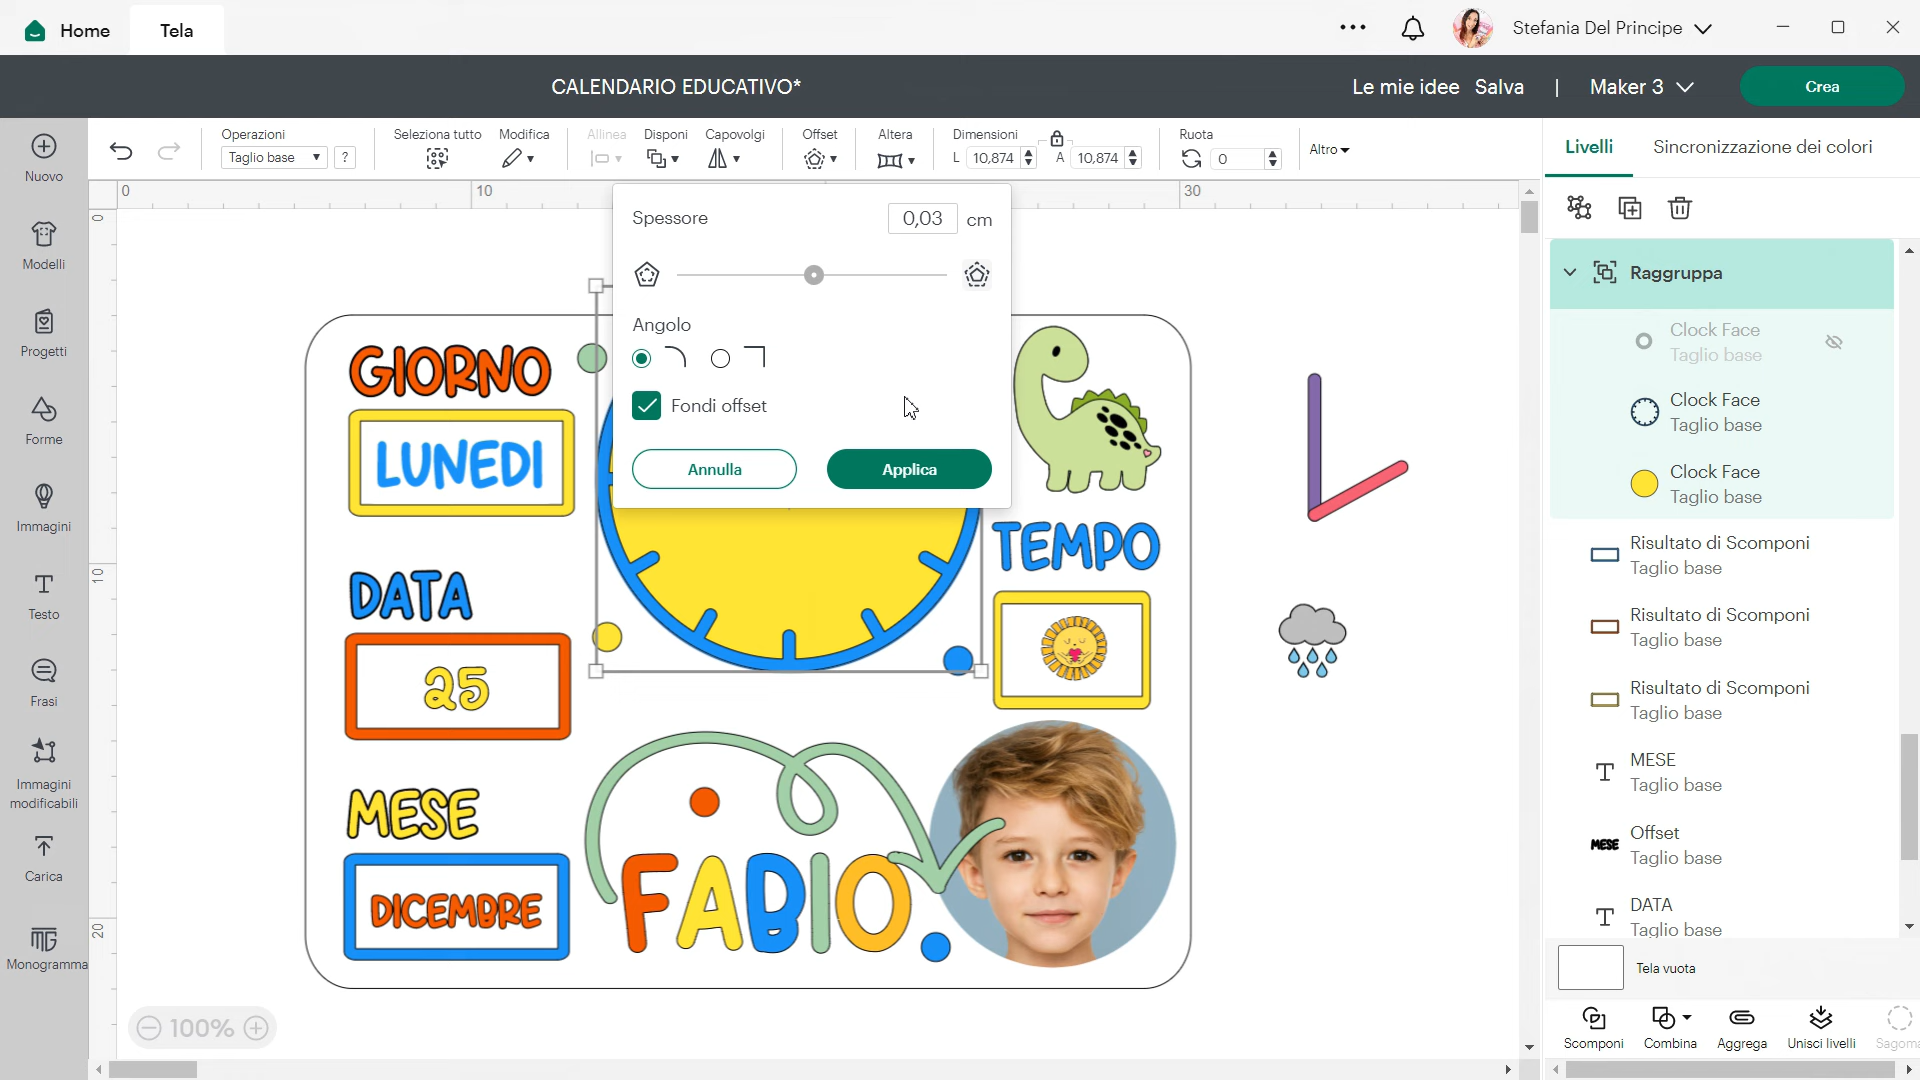 Home
Tela
Stefania Del Principe
CALENDARIO EDUCATIVO*
Le mie idee
Salva
Maker 3
Crea
Nuovo
Modelli
Progetti
Forme
Immagini
Testo
Frasi
Immagini
modificabili
Carica
Monogramma
Operazioni
Taglio base
?
Seleziona tutto
Modifica
Allinea
Disponi
Capovolgi
Offset
Altera
Dimensioni
L 10,874
A 10,874
Ruota
0
Altro
0
10
30
0
10
20
Spessore
0,03 cm
Angolo
Fondi offset
Annulla
Applica
GIORNO
LUNEDI
DATA
25
MESE
DICEMBRE
TEMPO
FABIO
100%
Livelli
Sincronizzazione dei colori
Raggruppa
Clock Face
Taglio base
Clock Face
Taglio base
Clock Face
Taglio base
Risultato di Scomponi
Taglio base
Risultato di Scomponi
Taglio base
Risultato di Scomponi
Taglio base
MESE
Taglio base
MESE
Offset
Taglio base
DATA
Taglio base
Tela vuota
Scomponi
Combina
Aggrega
Unisci livelli
Sagoma